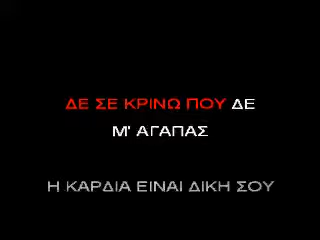 ΔΕ ΣΕ ΚΡΙΝΩ ΠΟΥ ΔΕ
Μ' ΑΓΑΠΑΣ
Η ΚΑΡΔΙΑ ΕΙΝΑΙ ΔΙΚΗ ΣΟΥ